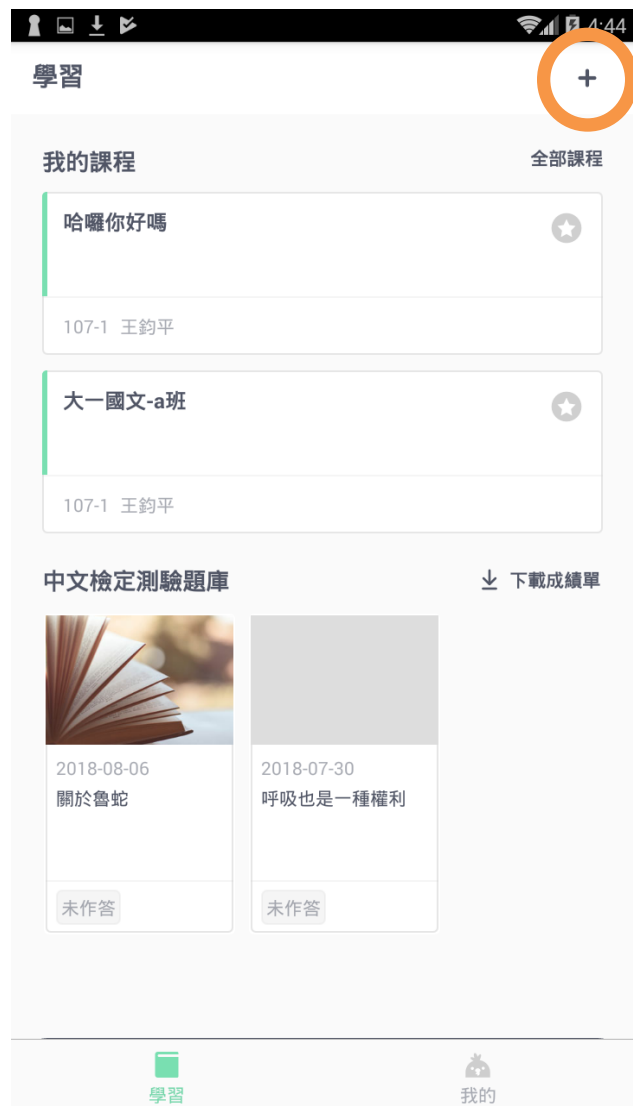 4:44
學習
+
我的課程
全部課程
哈囉你好嗎
107-1 王鈞平
大一國文-a班
107-1 王鈞平
中文檢定測驗題庫
下載成績單
2018-08-06
2018-07-30
關於魯蛇
呼吸也是一種權利
未作答
未作答
學習
我的